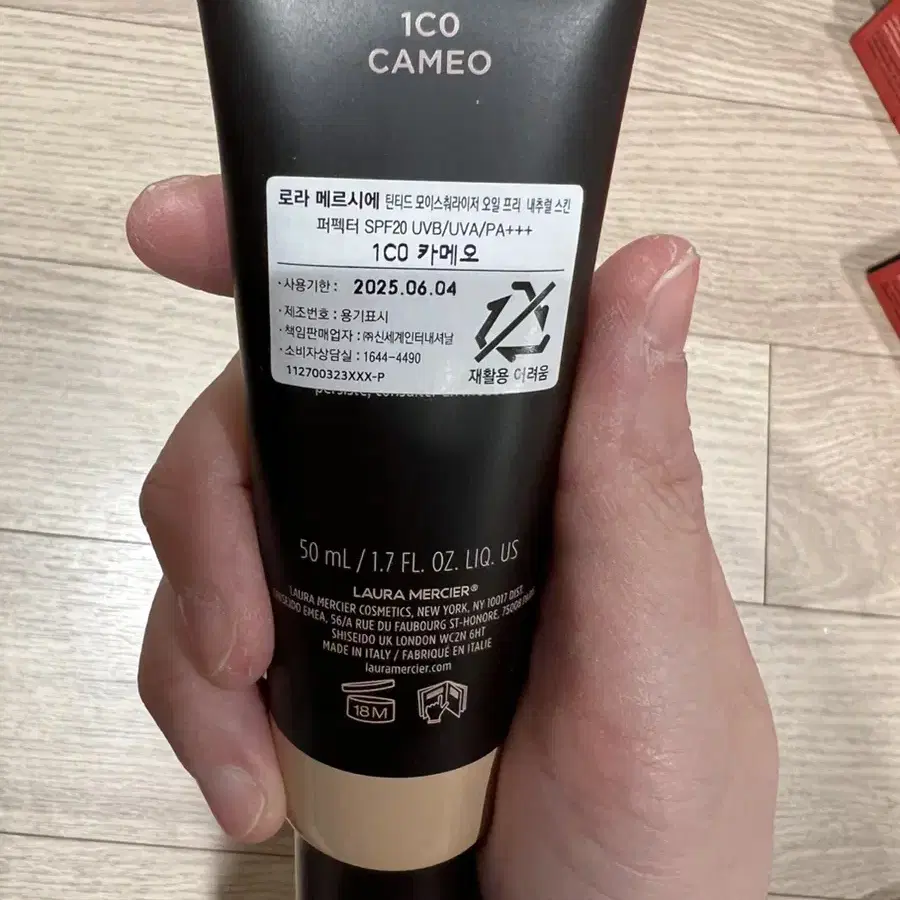 1C0
CAMEO
로라 메르시에 틴티드 모이스춰라이저 오일 프리 내추럴 스킨
퍼펙터 SPF20 UVB/UVA/PA+++
1C0 카메오
·사용기한 : 2025.06.04
·제조번호 : 용기표시
·책임판매업자 : ㈜신세계인터내셔날
·소비자상담실 : 1644-4490
112700323XXX-P
재활용 어려움
persiste, consulter un
50 mL / 1.7 FL. OZ. LIQ. US
LAURA MERCIER®
LAURA MERCIER COSMETICS, NEW YORK, NY 10017 DIST.
EMEA, 56/A RUE DU FAUBOURG ST-HONORE, 75008 PARIS
SHISEIDO UK LONDON WC2N 6HT
MADE IN ITALY / FABRIQUÉ EN ITALIE
lauramercier.com
18M